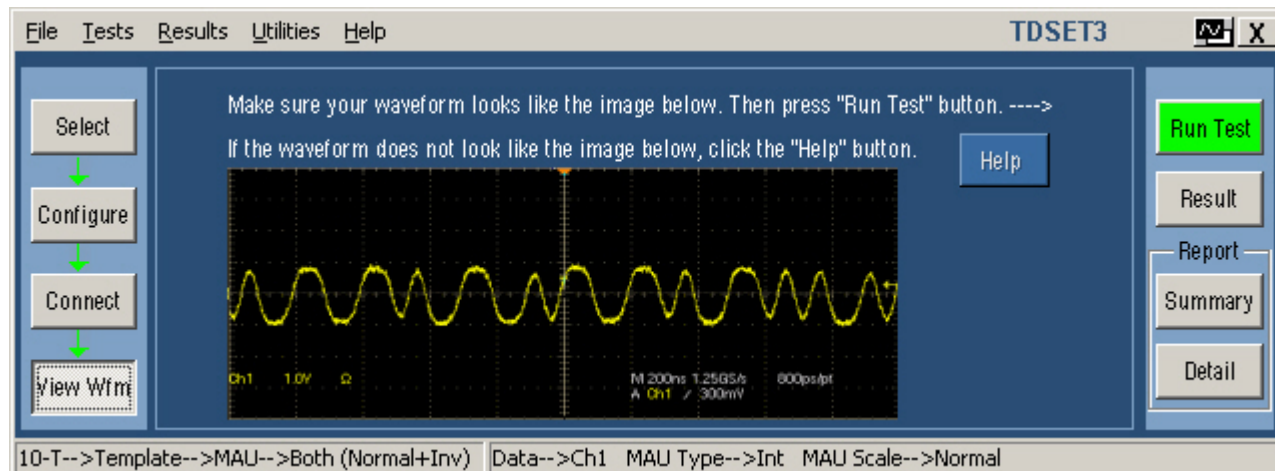 File Tests Results Utilities Help TDSET3 X
Make sure your waveform looks like the image below. Then press "Run Test" button. ---->
If the waveform does not look like the image below, click the "Help" button.
Help
Select
Configure
Connect
View Wfm
Ch1 1.0V Ω
M 200ns 1.25GS/s 800ps/pt
A Ch1 / 300mV
Run Test
Result
Report
Summary
Detail
10-T-->Template-->MAU-->Both (Normal+Inv) Data-->Ch1 MAU Type-->Int MAU Scale-->Normal